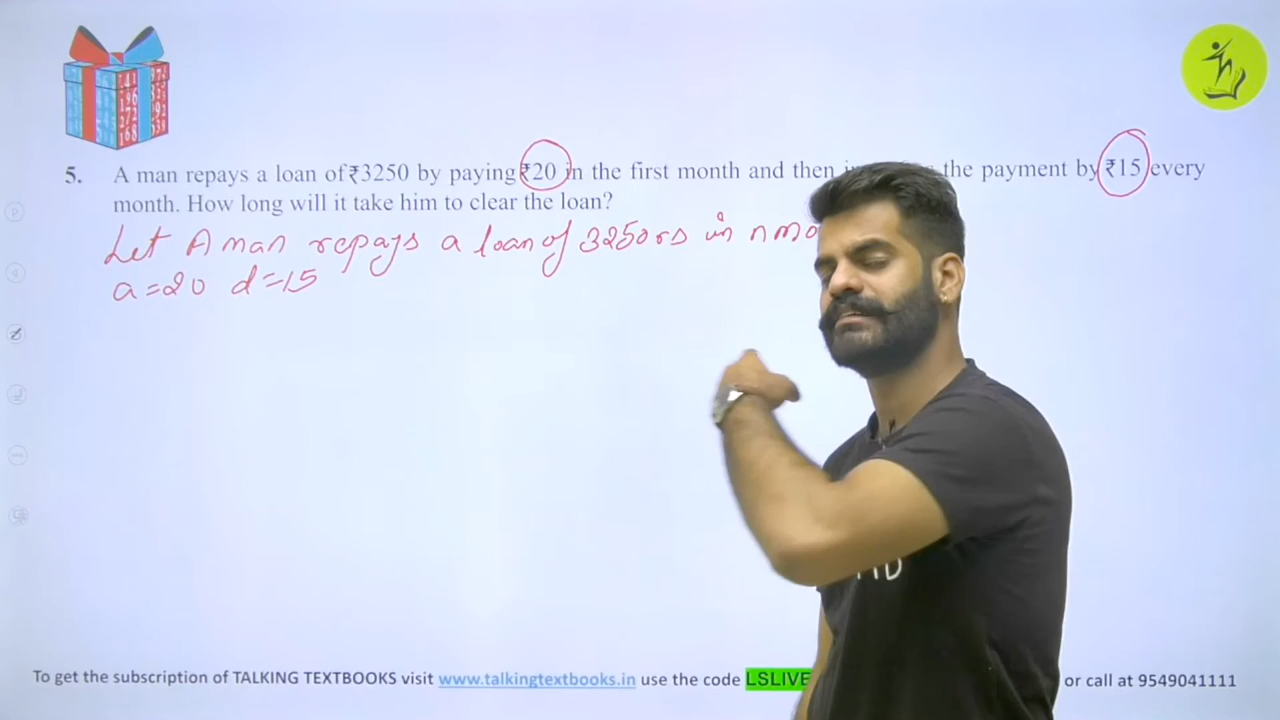 5. A man repays a loan of ₹3250 by paying ₹20 in the first month and then the payment by ₹15 every
month. How long will it take him to clear the loan?
Let A man repays a loan of 3250rs in n mo
a=20 d=15
To get the subscription of TALKING TEXTBOOKS visit www.talkingtextbooks.in use the code LSLIVE or call at 9549041111